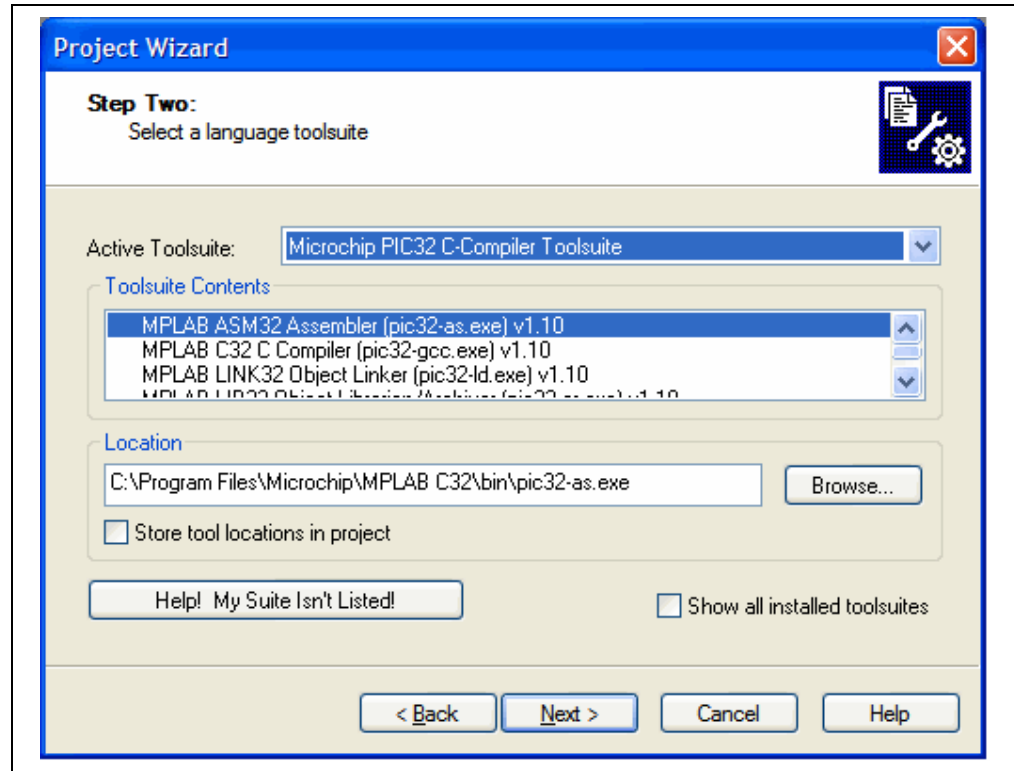 Project Wizard
Step Two:
Select a language toolsuite
Active Toolsuite: Microchip PIC32 C-Compiler Toolsuite
Toolsuite Contents
MPLAB ASM32 Assembler (pic32-as.exe) v1.10
MPLAB C32 C Compiler (pic32-gcc.exe) v1.10
MPLAB LINK32 Object Linker (pic32-ld.exe) v1.10
Location
C:\Program Files\Microchip\MPLAB C32\bin\pic32-as.exe Browse...
Store tool locations in project
Help! My Suite Isn't Listed! Show all installed toolsuites
< Back Next > Cancel Help